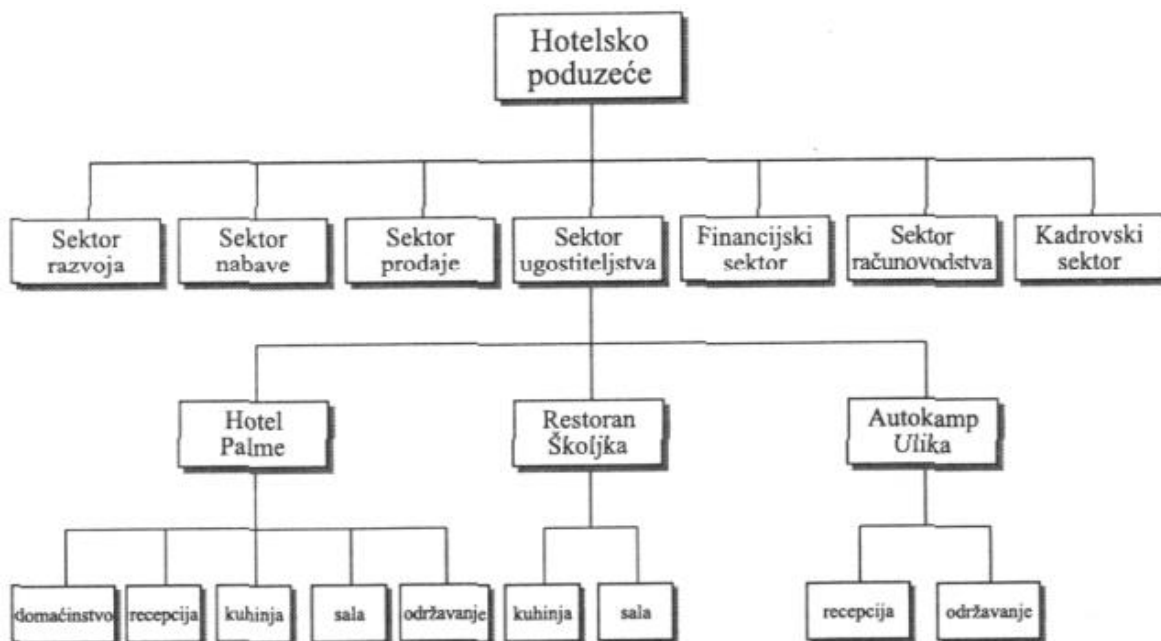 Hotelsko
poduzeće
Sektor
razvoja
Sektor
nabave
Sektor
prodaje
Sektor
ugostiteljstva
Financijski
sektor
Sektor
računovodstva
Kadrovski
sektor
Hotel
Palme
Restoran
Školjka
Autokamp
Ulika
domaćinstvo
recepcija
kuhinja
sala
održavanje
kuhinja
sala
recepcija
održavanje